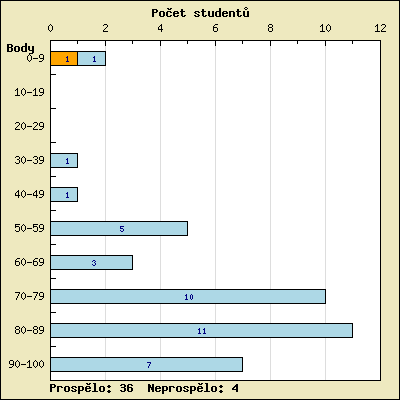 Počet studentů
0 2 4 6 8 10 12
Body
0-9 1 1
10-19
20-29
30-39 1
40-49 1
50-59 5
60-69 3
70-79 10
80-89 11
90-100 7
Prospělo: 36 Neprospělo: 4